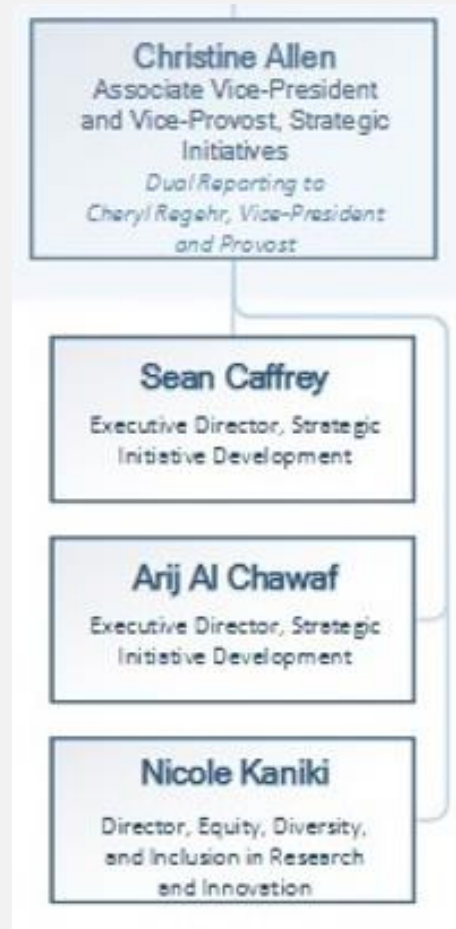 Christine Allen
Associate Vice-President
and Vice-Provost, Strategic
Initiatives
Dual Reporting to
Cheryl Regehr, Vice-President
and Provost
Sean Caffrey
Executive Director, Strategic
Initiative Development
Arij Al Chawaf
Executive Director, Strategic
Initiative Development
Nicole Kaniki
Director, Equity, Diversity,
and Inclusion in Research
and Innovation